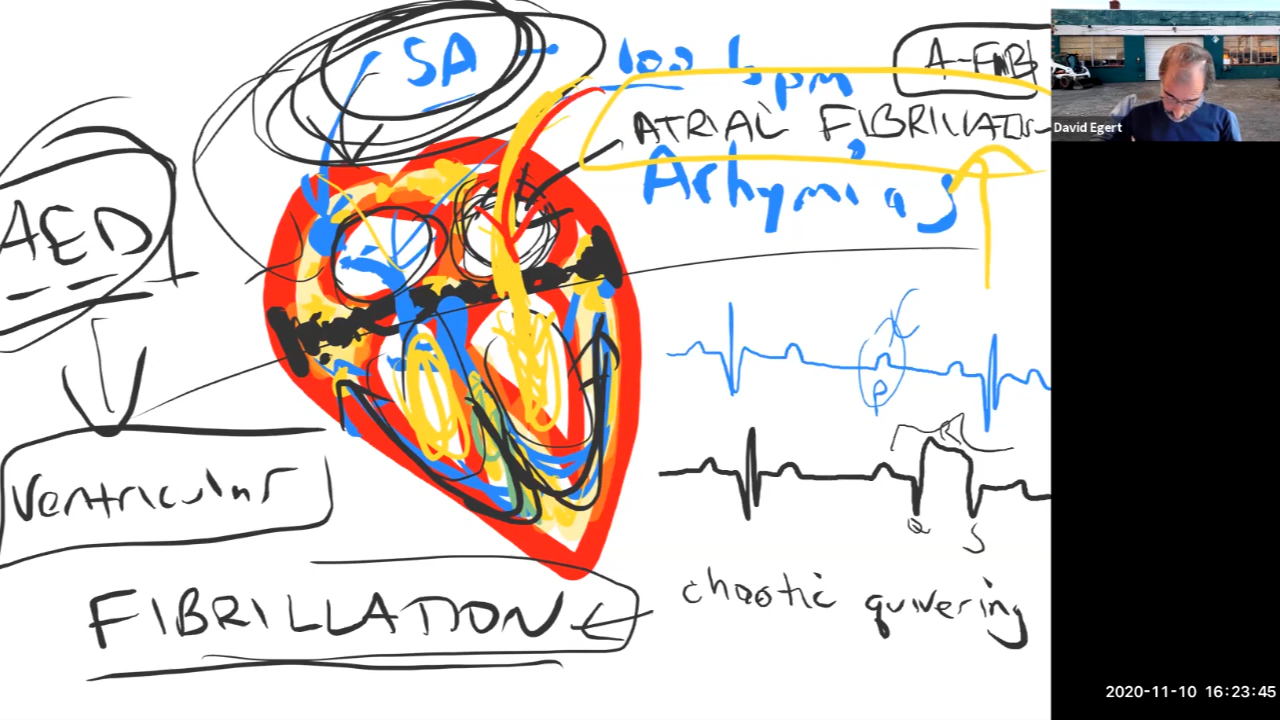 SA - 100 bpm
A-FIB
ATRIAL FIBRILLATIO
Arhymias
David Egert
AED
P
Ventricular
Q
S
FIBRILLATION
chaotic quivering
2020-11-10 16:23:45